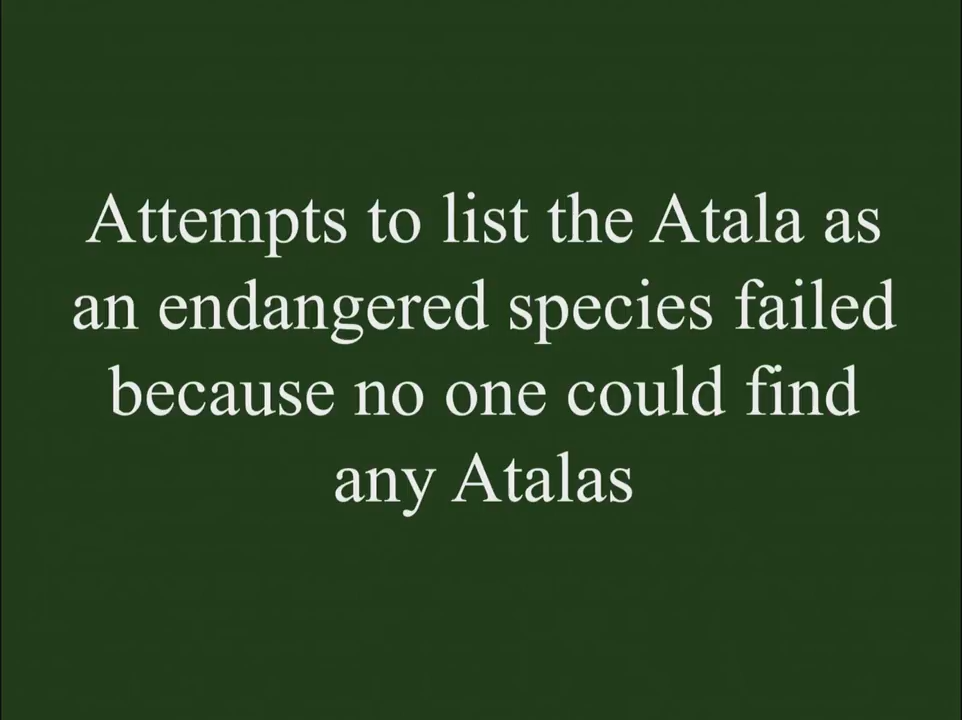 Attempts to list the Atala as
an endangered species failed
because no one could find
any Atalas